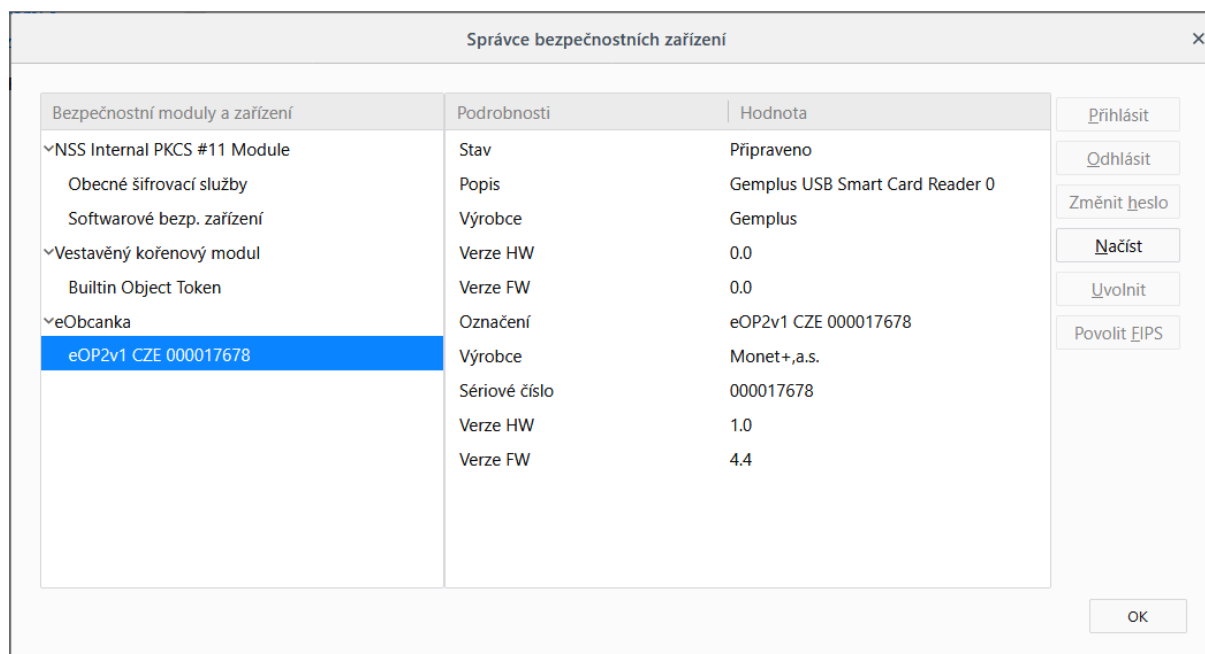 Správce bezpečnostních zařízení
Bezpečnostní moduly a zařízení Podrobnosti Hodnota Přihlásit
NSS Internal PKCS #11 Module Stav Připraveno Odhlásit
Obecné šifrovací služby Popis Gemplus USB Smart Card Reader 0 Změnit heslo
Softwarové bezp. zařízení Výrobce Gemplus
Vestavěný kořenový modul Verze HW 0.0 Načíst
Builtin Object Token Verze FW 0.0 Uvolnit
eObcanka Označení eOP2v1 CZE 000017678 Povolit FIPS
eOP2v1 CZE 000017678 Výrobce Monet+,a.s.
Sériové číslo 000017678
Verze HW 1.0
Verze FW 4.4
OK